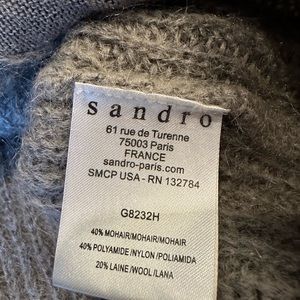 sandro
61 rue de Turenne
75003 Paris
FRANCE
sandro-paris.com
SMCP USA - RN 132784
G8232H
40% MOHAIR/MOHAIR/MOHAIR
40% POLYAMIDE/NYLON/POLIAMIDA
20% LAINE/WOOL/LANA